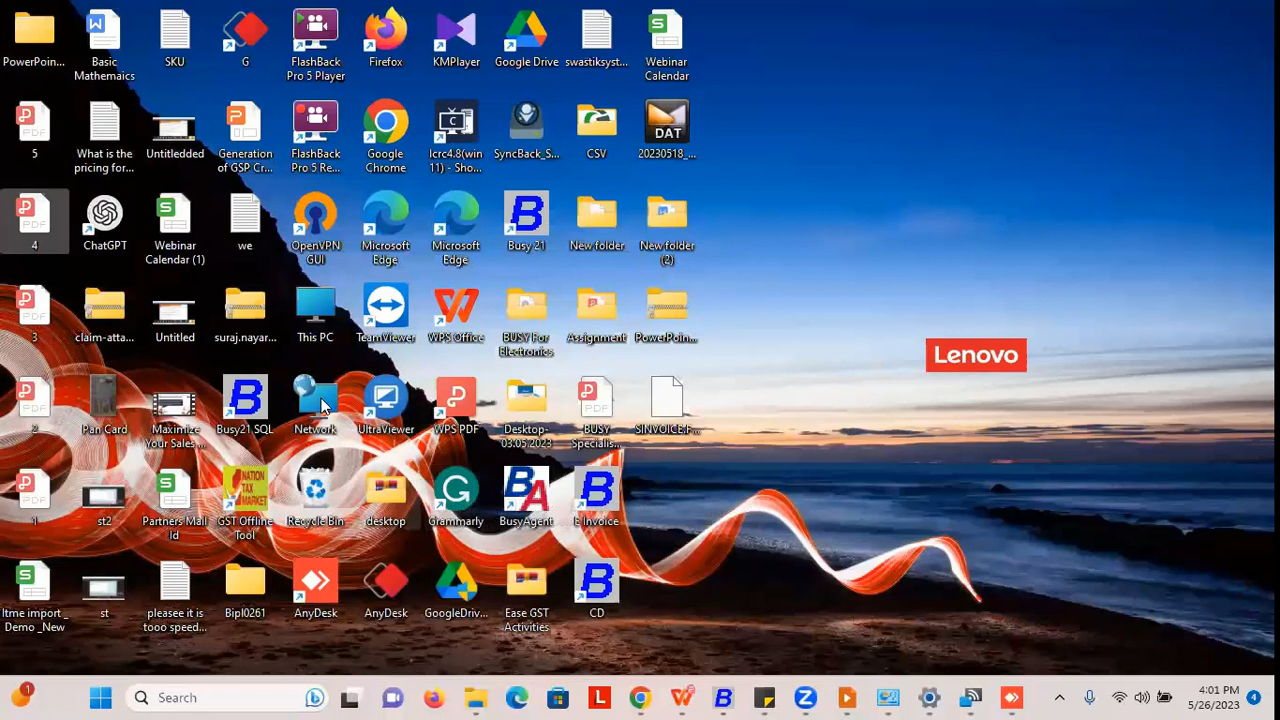 PowerPoin...
Basic Mathemaics
SKU
G
FlashBack Pro 5 Player
Firefox
KMPlayer
Google Drive
swastiksyst...
Webinar Calendar
5
What is the pricing for...
Untitledded
Generation of GSP Cr...
FlashBack Pro 5 Re...
Google Chrome
lcrc4.8(win 11) - Sho...
SyncBack_S...
CSV
DAT
20230518_...
4
ChatGPT
Webinar Calendar (1)
we
OpenVPN GUI
Microsoft Edge
Microsoft Edge
Busy 21
New folder
New folder (2)
3
claim-atta...
Untitled
suraj.nayar...
This PC
TeamViewer
WPS Office
BUSY For Electronics
Assignment
PowerPoin...
Lenovo
2
Pan Card
Maximize Your Sales ...
Busy21.SQL
Network
UltraViewer
WPS PDF
Desktop-03.05.2023
BUSY Specialis...
SINVOICE.F...
1
st2
Partners Mail Id
NATION TAX MARKET
GST Offline Tool
Recycle Bin
desktop
Grammarly
BusyAgent
E Invoice
Itme import_ Demo _New
st
pleasee it is tooo speed...
Bipl0261
AnyDesk
AnyDesk
GoogleDriv...
Ease GST Activities
CD
1
Search
4:01 PM
5/26/2023
4